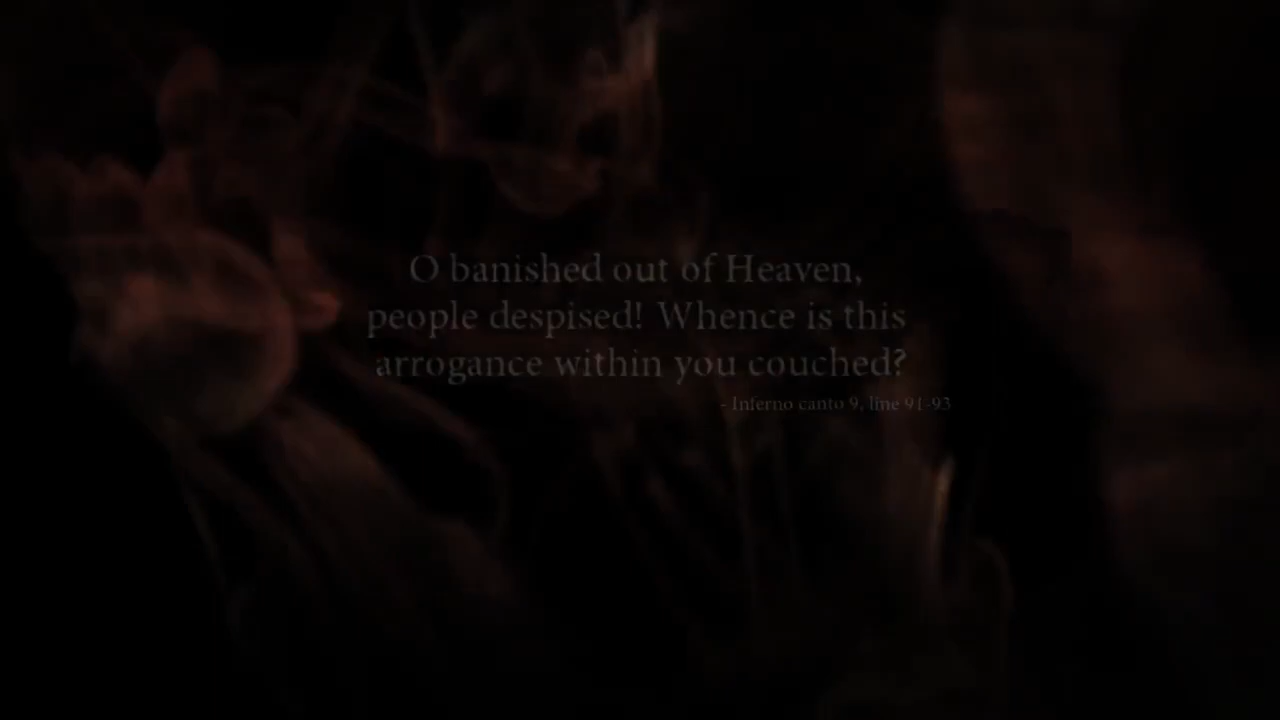 O banished out of Heaven,
people despised! Whence is this
arrogance within you couched?
- Inferno canto 9, line 91-93